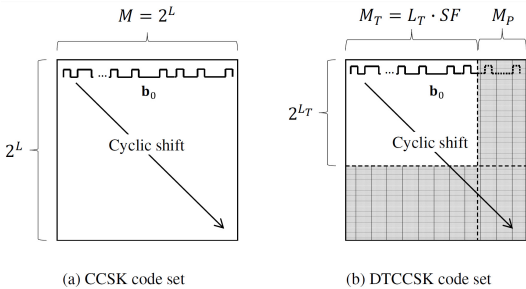 M = 2^L
2^L
b₀
Cyclic shift
(a) CCSK code set
M_T = L_T · SF
M_P
2^{L_T}
b₀
Cyclic shift
(b) DTCCSK code set